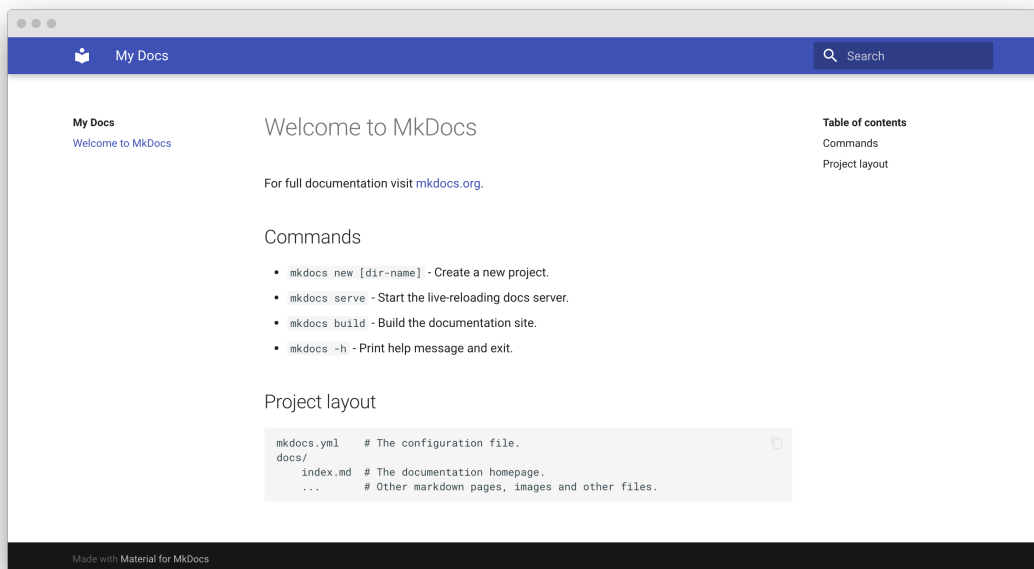 My Docs
Search
My Docs
Welcome to MkDocs
Welcome to MkDocs
For full documentation visit mkdocs.org.
Commands
mkdocs new [dir-name] - Create a new project.
mkdocs serve - Start the live-reloading docs server.
mkdocs build - Build the documentation site.
mkdocs -h - Print help message and exit.
Project layout
mkdocs.yml    # The configuration file.
docs/
    index.md  # The documentation homepage.
    ...       # Other markdown pages, images and other files.
Table of contents
Commands
Project layout
Made with Material for MkDocs